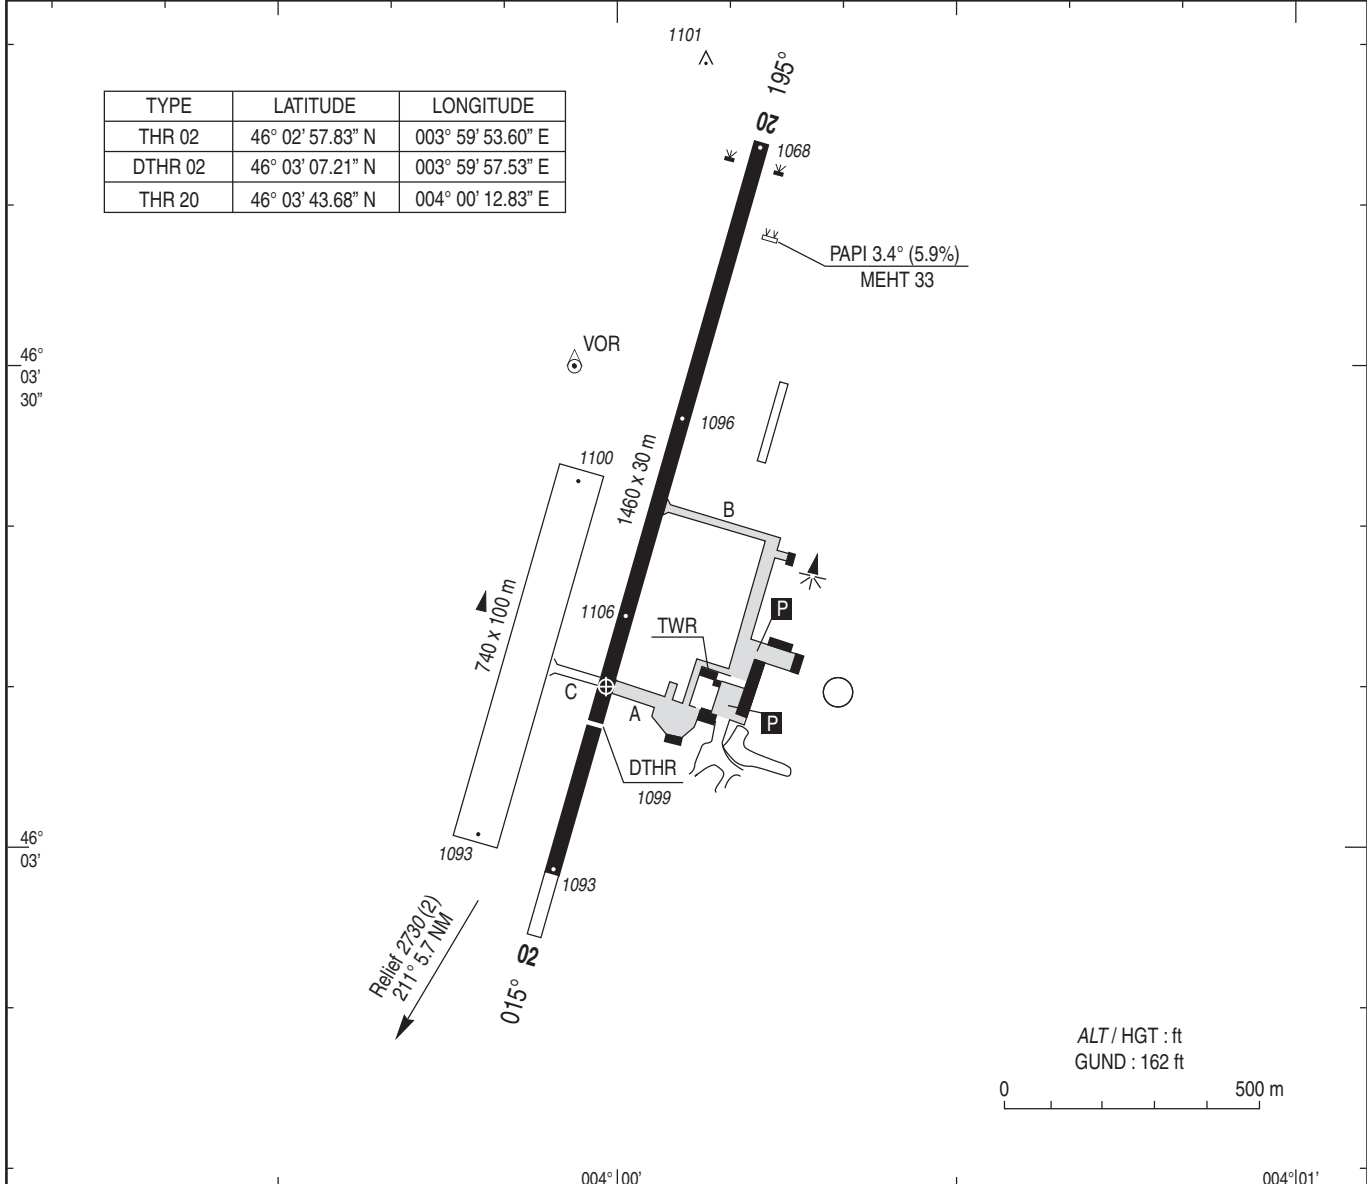 1101
195°
20
1068
TYPE LATITUDE LONGITUDE
THR 02 46° 02’ 57.83” N 003° 59’ 53.60” E
DTHR 02 46° 03’ 07.21” N 003° 59’ 57.53” E
THR 20 46° 03’ 43.68” N 004° 00’ 12.83” E
PAPI 3.4° (5.9%)
MEHT 33
VOR
46°
03’
30”
1096
1460 x 30 m
1100
B
740 x 100 m
1106
TWR
P
C
A
P
DTHR
1099
46°
03’
1093
1093
Relief 2730 (2)
211° 5.7 NM
02
015°
ALT / HGT : ft
GUND : 162 ft
0 500 m
004° 00’
004° 01’